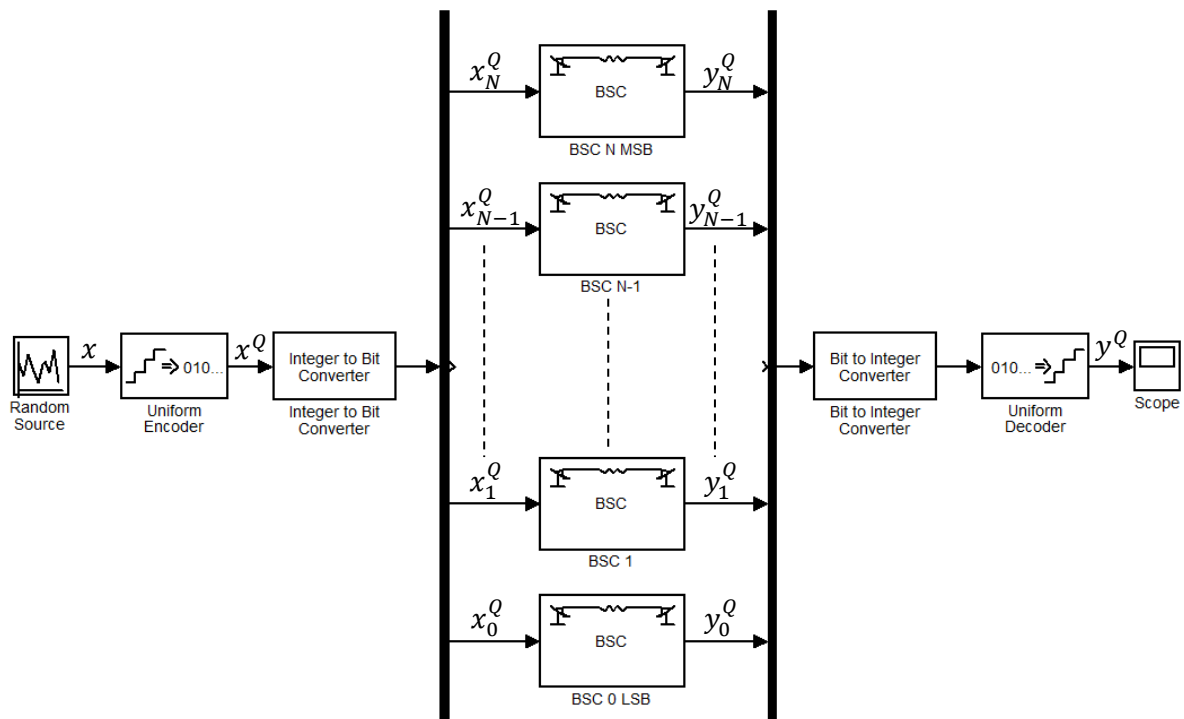 x_N^Q
BSC
y_N^Q
BSC N MSB
x_{N-1}^Q
BSC
y_{N-1}^Q
BSC N-1
x
Random
Source
010...
Uniform
Encoder
x^Q
Integer to Bit
Converter
Integer to Bit
Converter
Bit to Integer
Converter
Bit to Integer
Converter
010...
Uniform
Decoder
y^Q
Scope
x_1^Q
BSC
y_1^Q
BSC 1
x_0^Q
BSC
y_0^Q
BSC 0 LSB